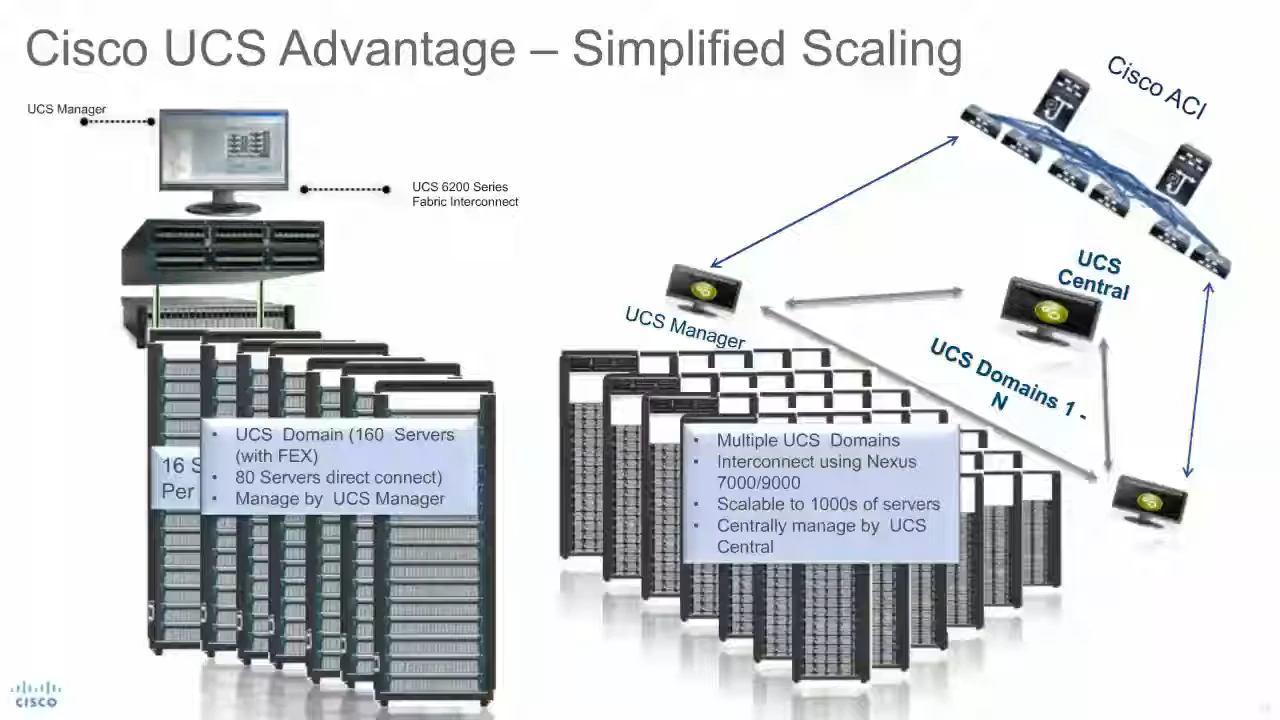 Cisco UCS Advantage – Simplified Scaling
UCS Manager
UCS 6200 Series
Fabric Interconnect
16 S
Per
• UCS Domain (160 Servers
(with FEX)
• 80 Servers direct connect)
• Manage by UCS Manager
Cisco ACI
UCS
Central
UCS Manager
UCS Domains 1 -
N
• Multiple UCS Domains
• Interconnect using Nexus
7000/9000
• Scalable to 1000s of servers
• Centrally manage by UCS
Central
CISCO